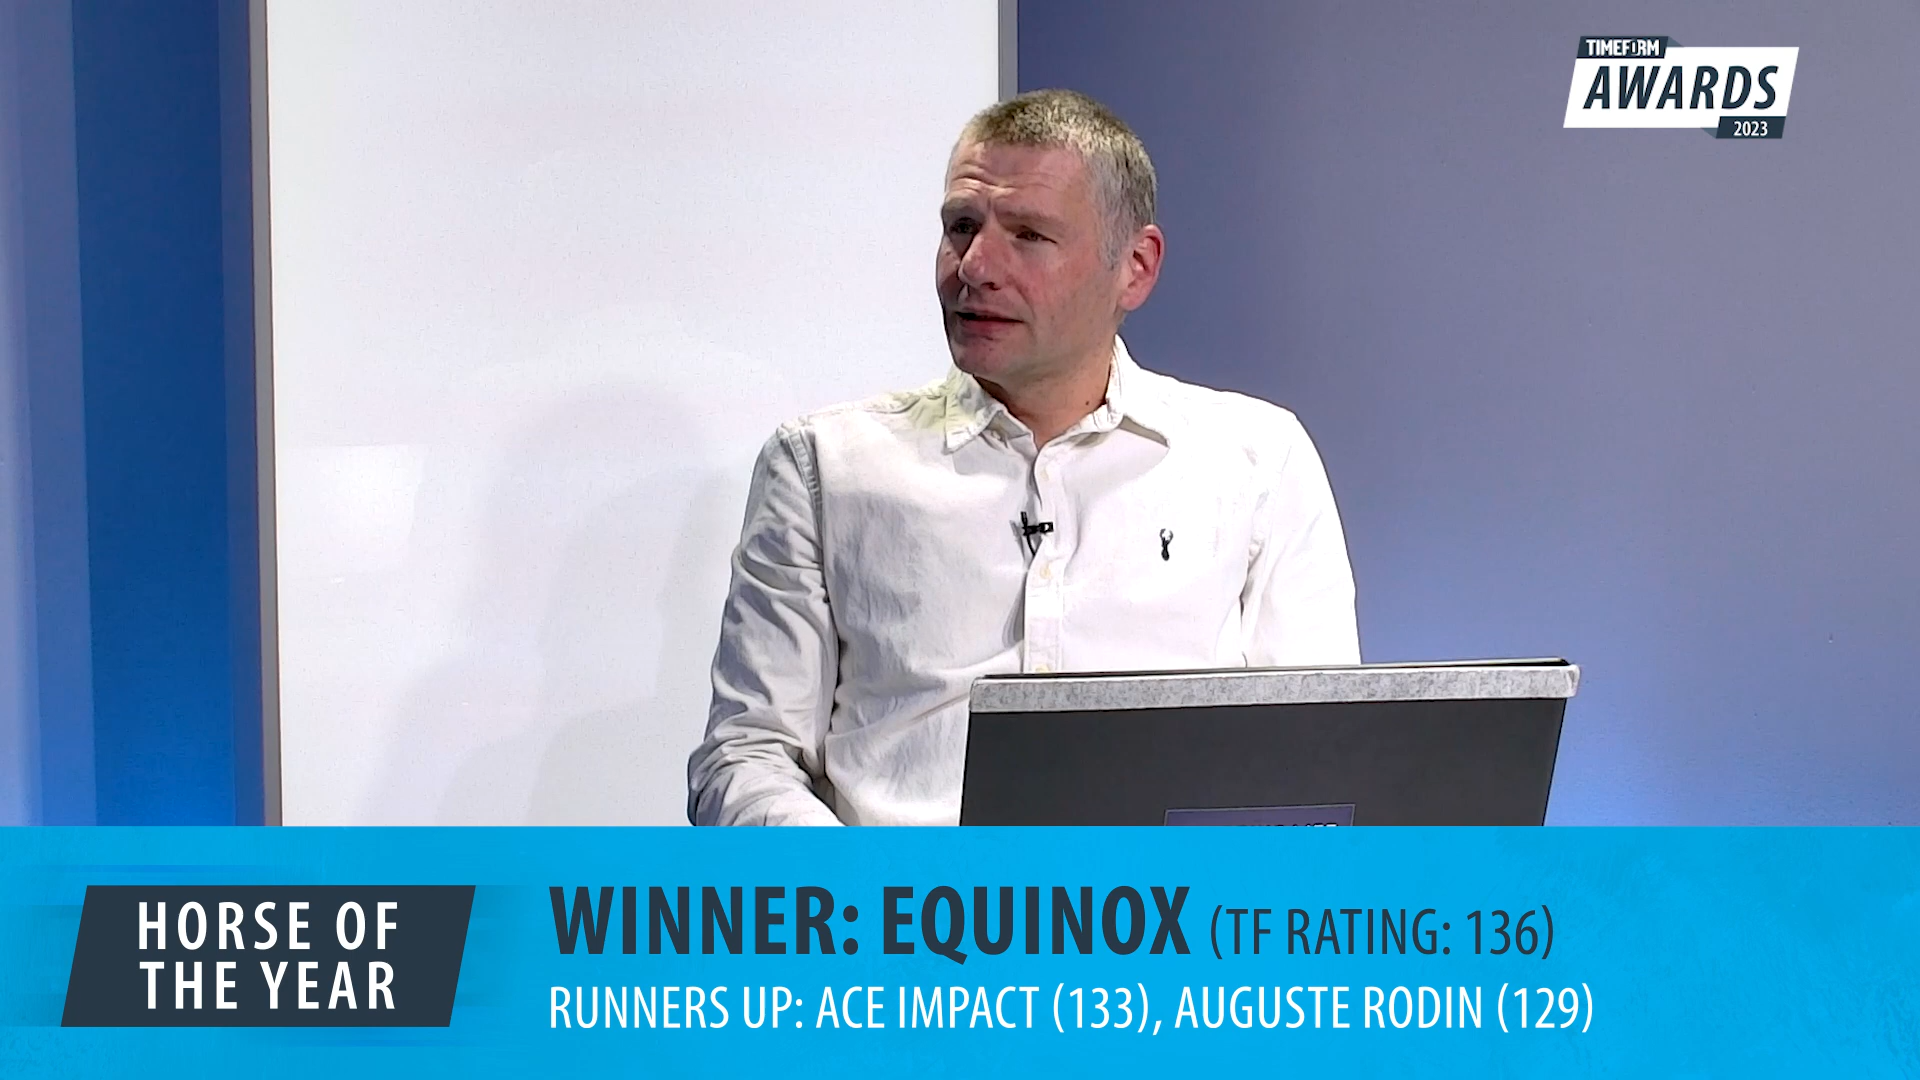 TIMEFORM
AWARDS
2023
HORSE OF
THE YEAR
WINNER: EQUINOX (TF RATING: 136)
RUNNERS UP: ACE IMPACT (133), AUGUSTE RODIN (129)